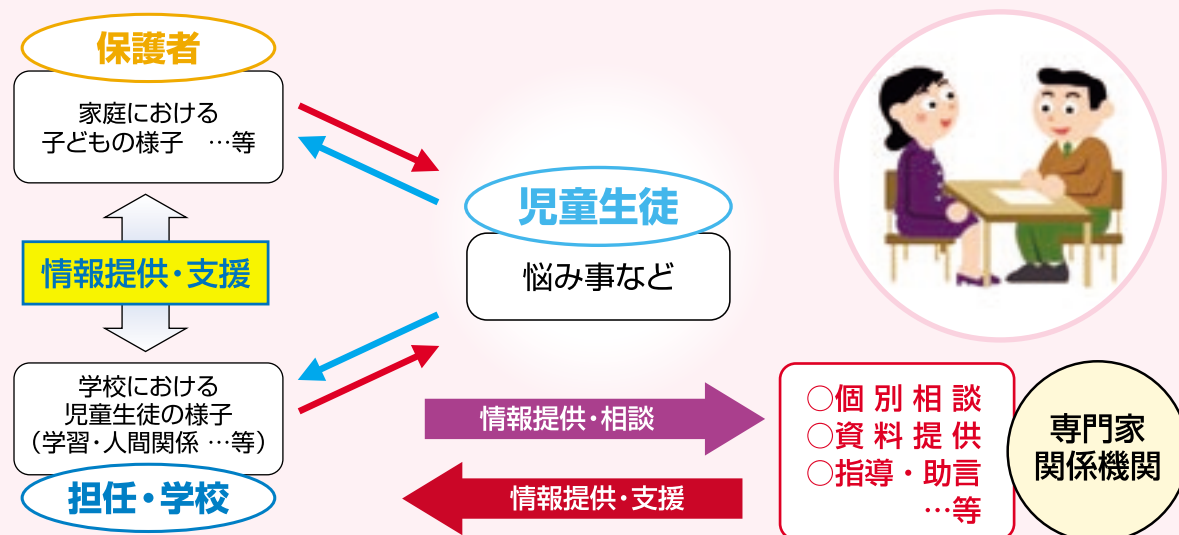 保護者
家庭における
子どもの様子　…等
情報提供・支援
学校における
児童生徒の様子
（学習・人間関係 …等）
担任・学校
児童生徒
悩み事など
情報提供・相談
情報提供・支援
○個別相談
○資料提供
○指導・助言
…等
専門家
関係機関